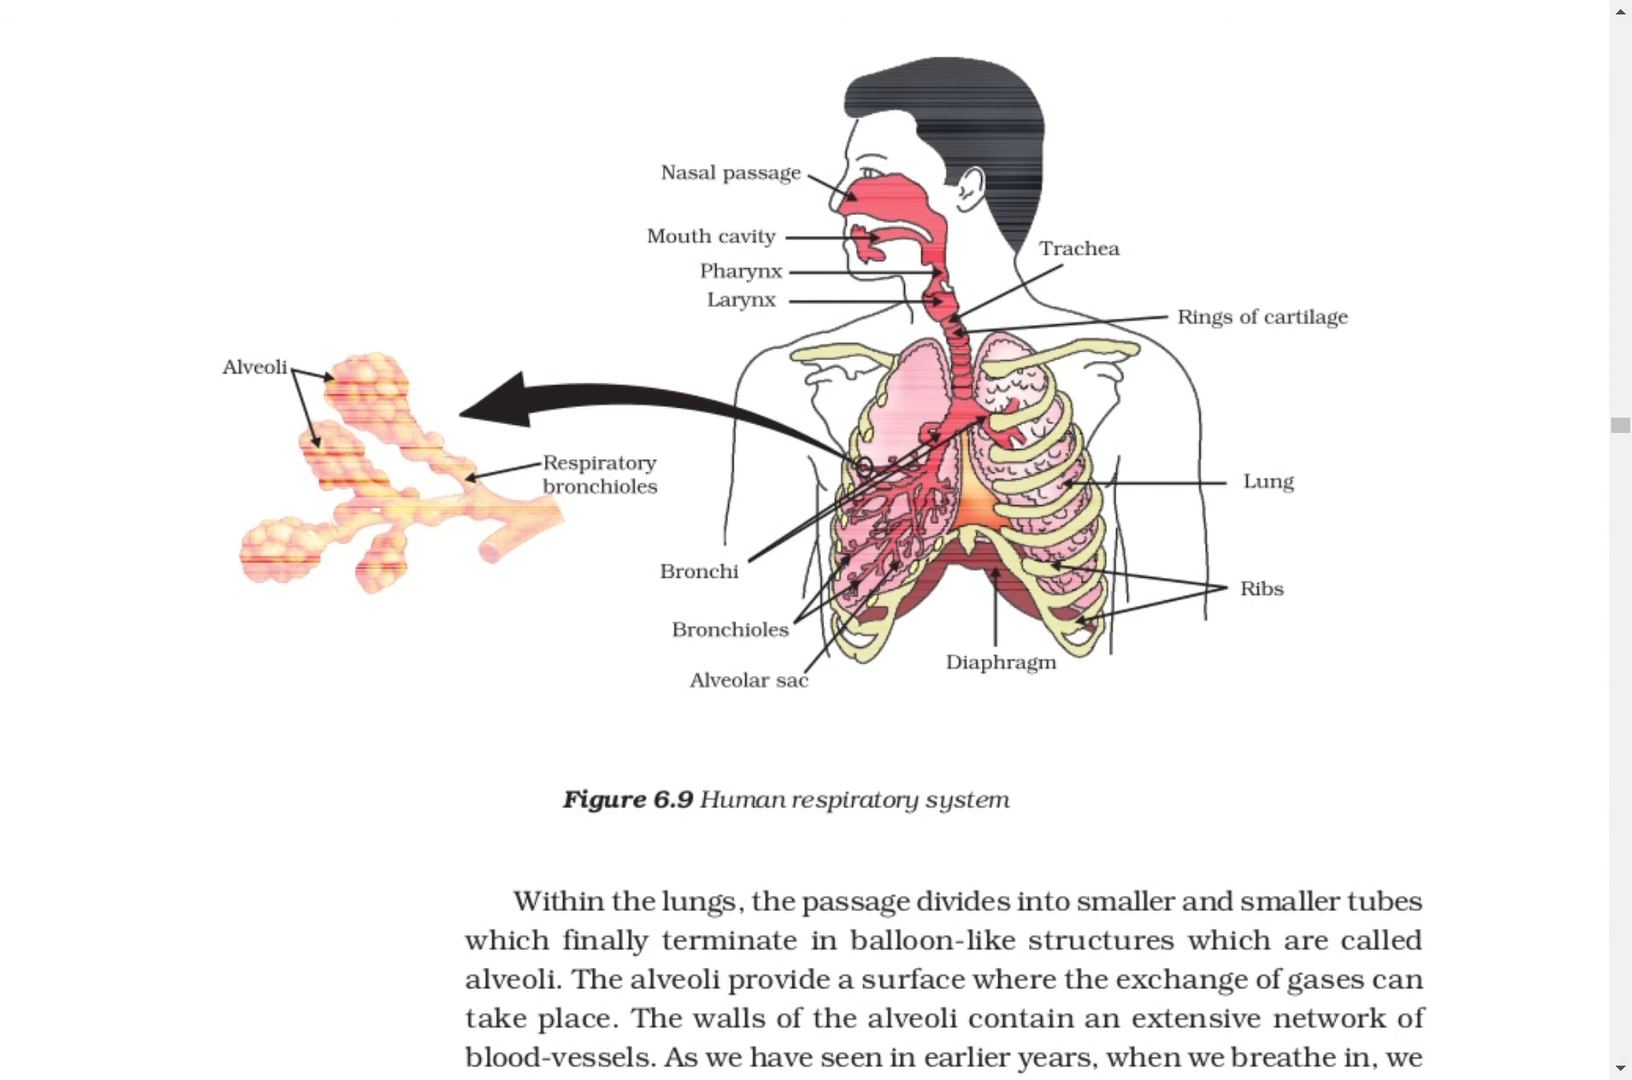 Nasal passage
Mouth cavity
Trachea
Pharynx
Larynx
Rings of cartilage
Alveoli
Respiratory
bronchioles
Lung
Bronchi
Ribs
Bronchioles
Diaphragm
Alveolar sac
Figure 6.9 Human respiratory system
Within the lungs, the passage divides into smaller and smaller tubes
which finally terminate in balloon-like structures which are called
alveoli. The alveoli provide a surface where the exchange of gases can
take place. The walls of the alveoli contain an extensive network of
blood-vessels. As we have seen in earlier years, when we breathe in, we